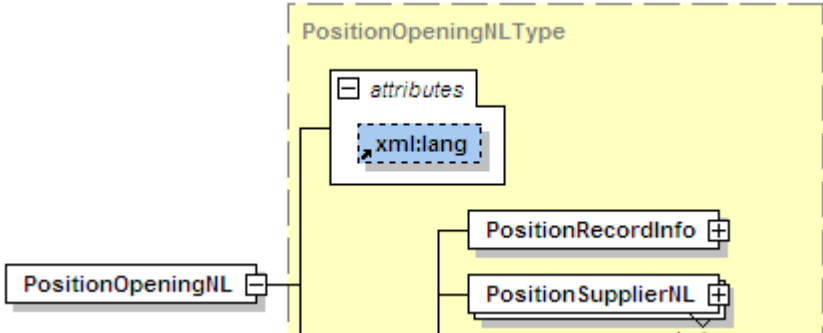 PositionOpeningNLType
attributes
xml:lang
PositionRecordInfo
PositionOpeningNL
PositionSupplierNL